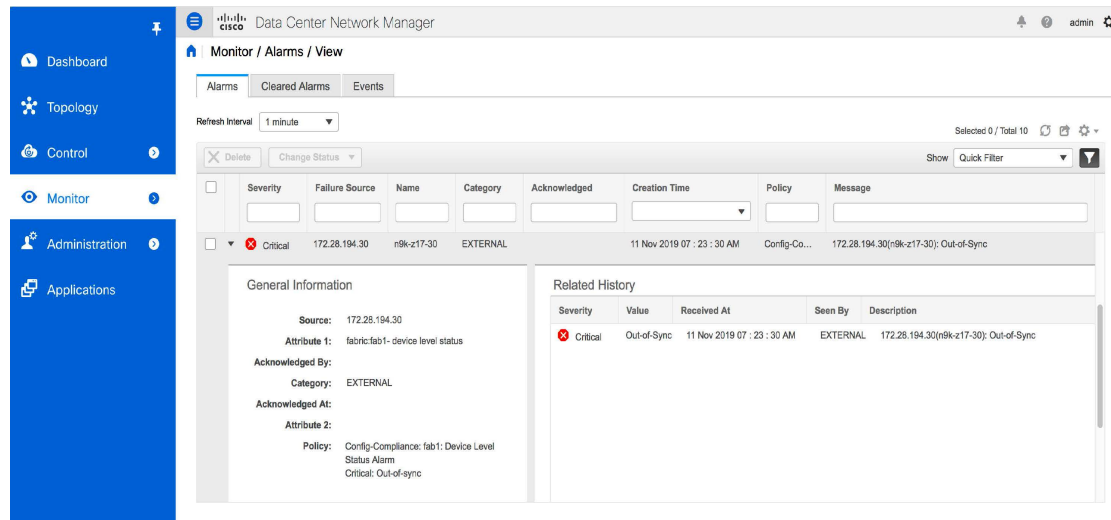 cisco Data Center Network Manager
admin
Monitor / Alarms / View
Dashboard
Topology
Control
Monitor
Administration
Applications
Alarms Cleared Alarms Events
Refresh Interval 1 minute
Selected 0 / Total 10
Delete Change Status Show Quick Filter
Severity Failure Source Name Category Acknowledged Creation Time Policy Message
Critical 172.28.194.30 n9k-z17-30 EXTERNAL 11 Nov 2019 07 : 23 : 30 AM Config-Co... 172.28.194.30(n9k-z17-30): Out-of-Sync
General Information
Source: 172.28.194.30
Attribute 1: fabric:fab1- device level status
Acknowledged By:
Category: EXTERNAL
Acknowledged At:
Attribute 2:
Policy: Config-Compliance: fab1: Device Level
Status Alarm
Critical: Out-of-sync
Related History
Severity Value Received At Seen By Description
Critical Out-of-Sync 11 Nov 2019 07 : 23 : 30 AM EXTERNAL 172.28.194.30(n9k-z17-30): Out-of-Sync